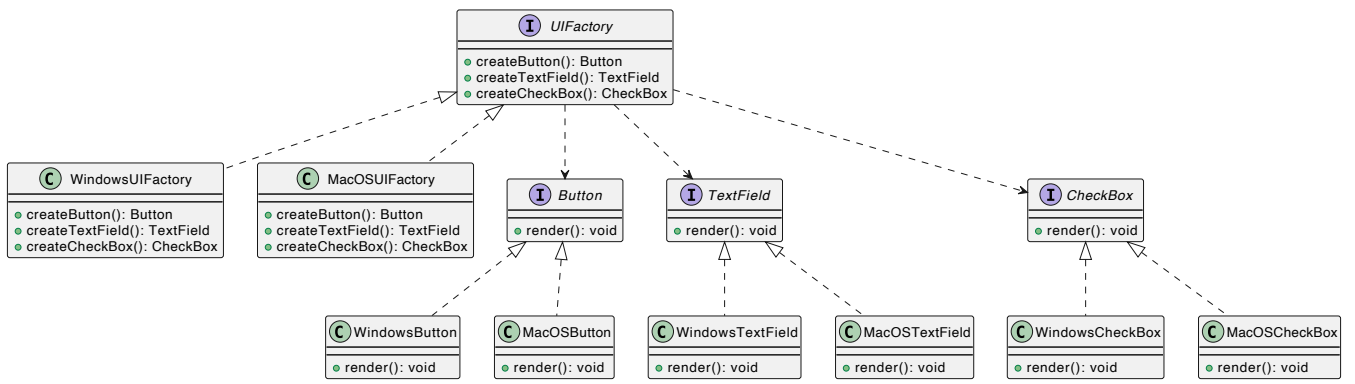 I UIFactory
createButton(): Button
createTextField(): TextField
createCheckBox(): CheckBox
C WindowsUIFactory
createButton(): Button
createTextField(): TextField
createCheckBox(): CheckBox
C MacOSUIFactory
createButton(): Button
createTextField(): TextField
createCheckBox(): CheckBox
I Button
render(): void
I TextField
render(): void
I CheckBox
render(): void
C WindowsButton
render(): void
C MacOSButton
render(): void
C WindowsTextField
render(): void
C MacOSTextField
render(): void
C WindowsCheckBox
render(): void
C MacOSCheckBox
render(): void